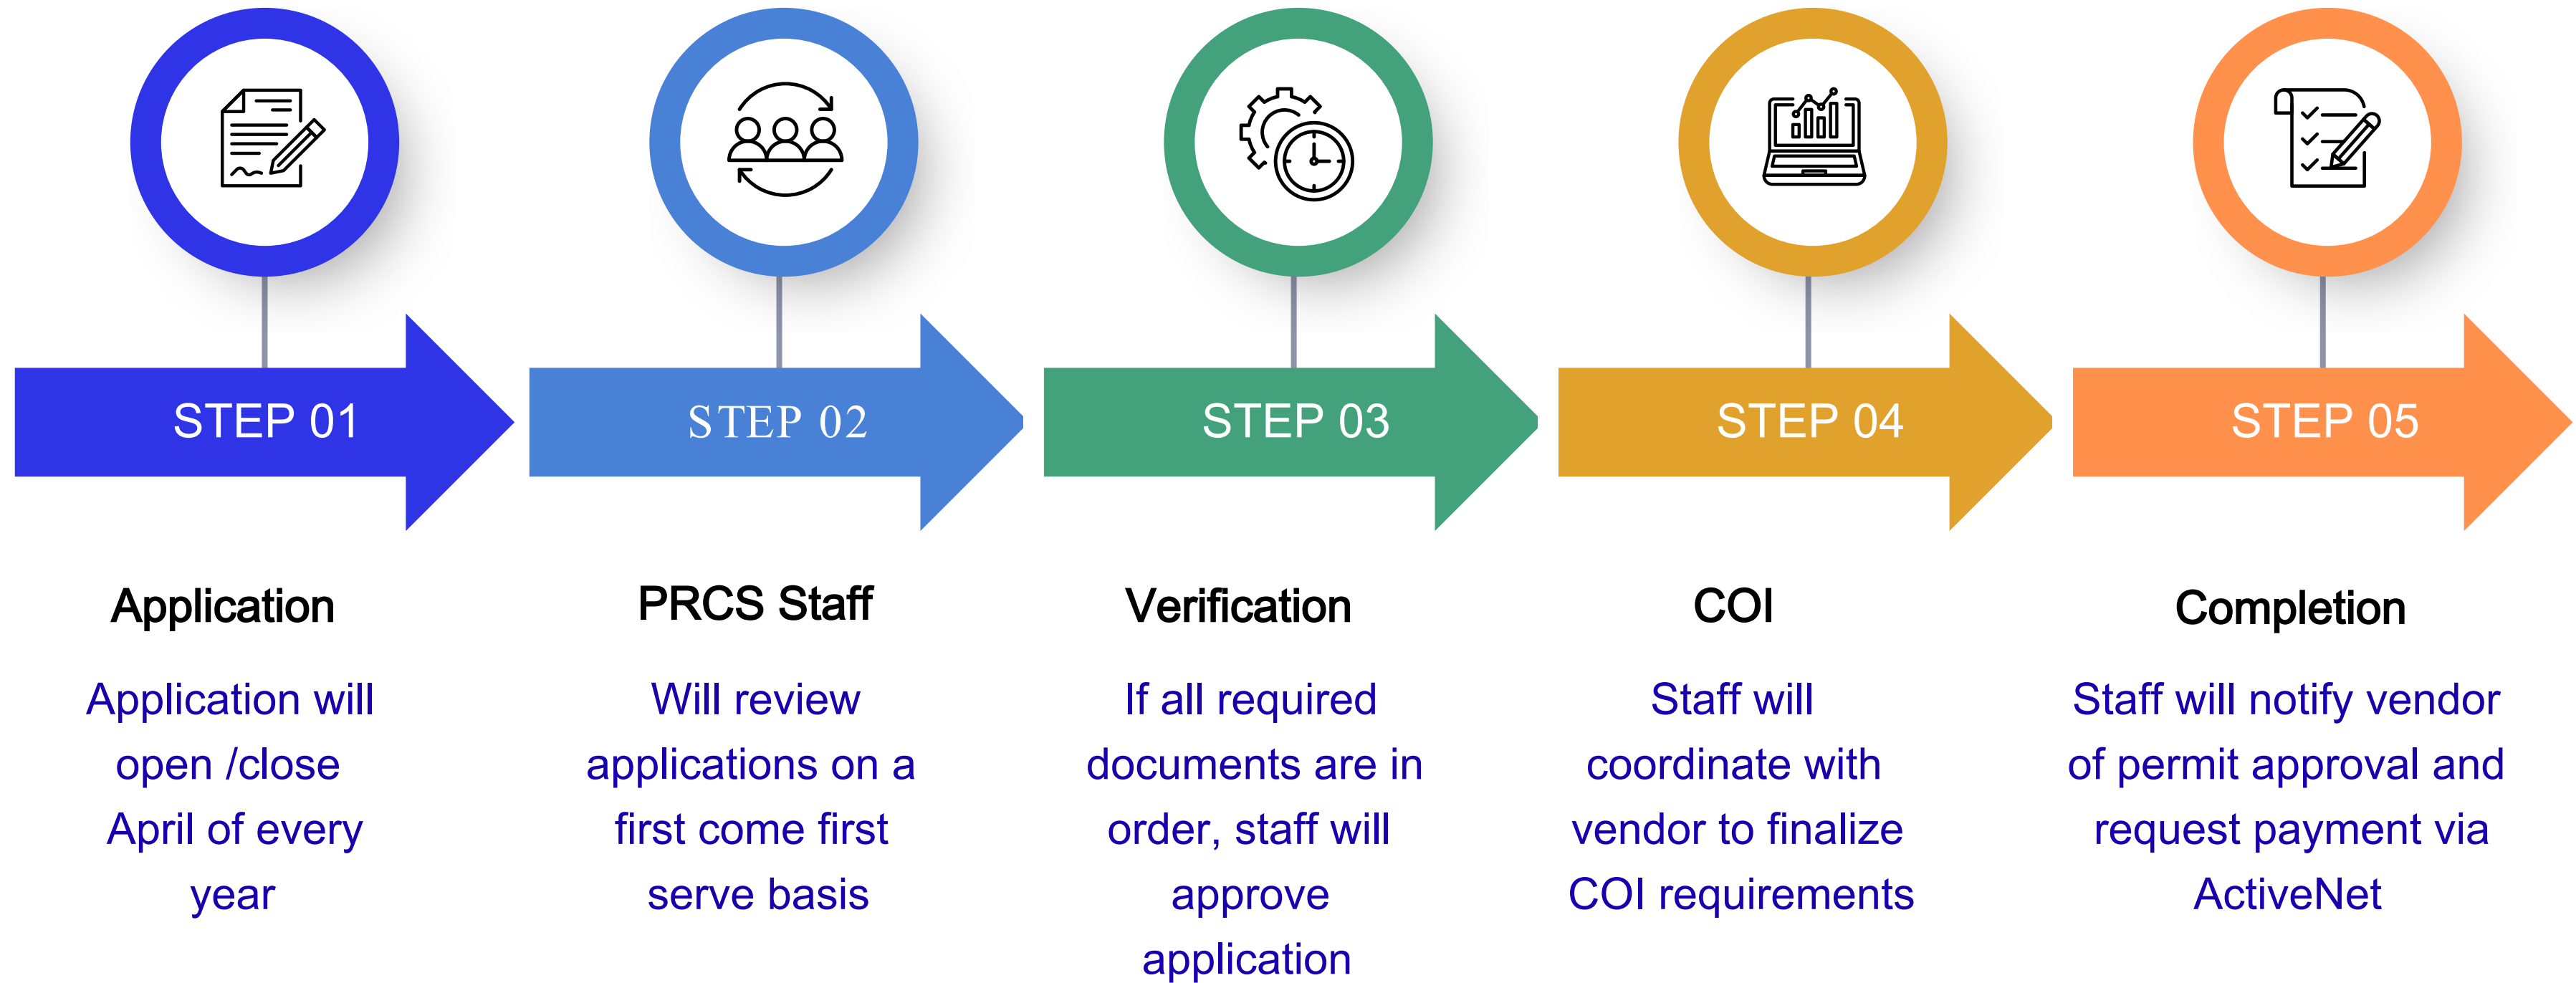 STEP 01
STEP 02
STEP 03
STEP 04
STEP 05
Application
Application will
open /close
April of every
year
PRCS Staff
Will review
applications on a
first come first
serve basis
Verification
If all required
documents are in
order, staff will
approve
application
COI
Staff will
coordinate with
vendor to finalize
COI requirements
Completion
Staff will notify vendor
of permit approval and
request payment via
ActiveNet